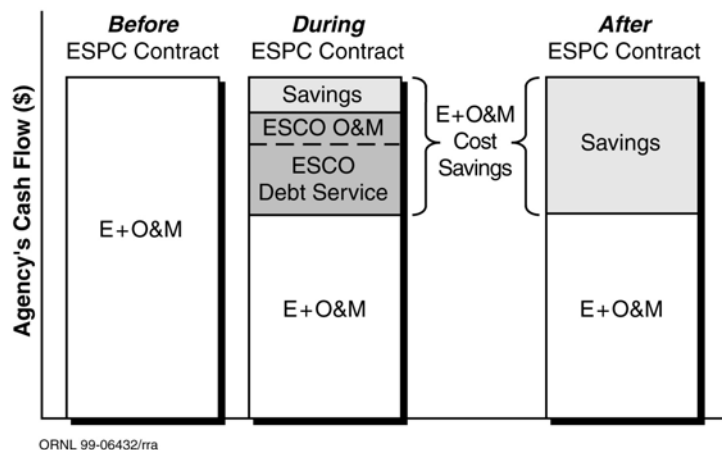 Before
ESPC Contract
During
ESPC Contract
After
ESPC Contract
Agency's Cash Flow ($)
E+O&M
Savings
ESCO O&M
ESCO
Debt Service
E+O&M
E+O&M
Cost
Savings
Savings
E+O&M
ORNL 99-06432/rra